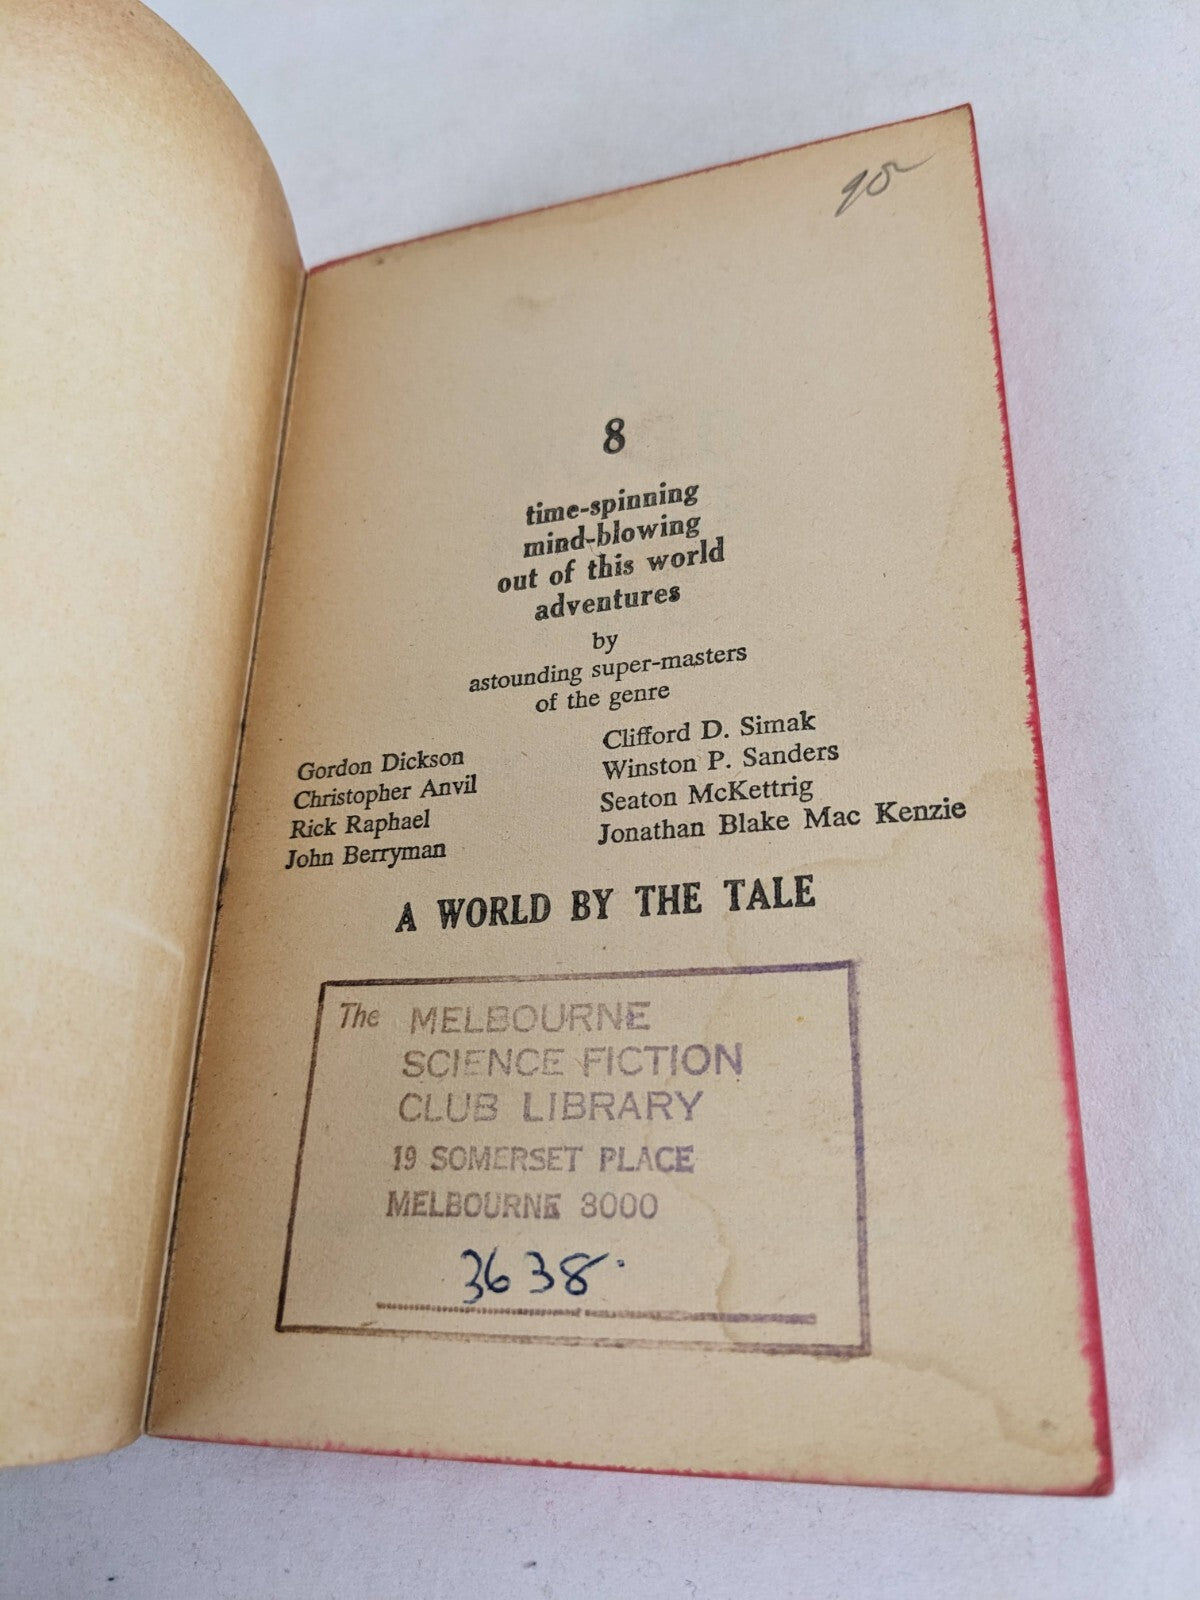 90
8
time-spinning
mind-blowing
out of this world
adventures
by
astounding super-masters
of the genre
Gordon Dickson
Christopher Anvil
Rick Raphael
John Berryman
Clifford D. Simak
Winston P. Sanders
Seaton McKettrig
Jonathan Blake Mac Kenzie
A WORLD BY THE TALE
The MELBOURNE
SCIENCE FICTION
CLUB LIBRARY
19 SOMERSET PLACE
MELBOURNE 3000
3638.